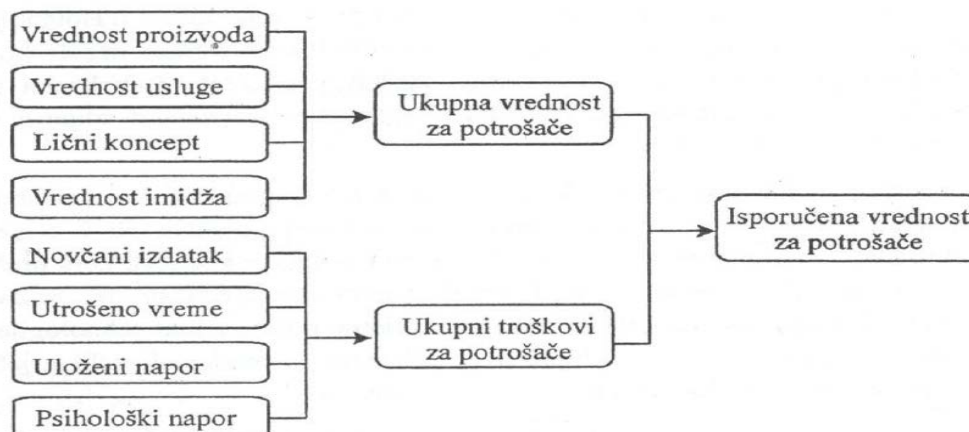 Vrednost proizvoda
Vrednost usluge
Lični koncept
Vrednost imidža
Novčani izdatak
Utrošeno vreme
Uloženi napor
Psihološki napor
Ukupna vrednost
za potrošače
Ukupni troškovi
za potrošače
Isporučena vrednost
za potrošače